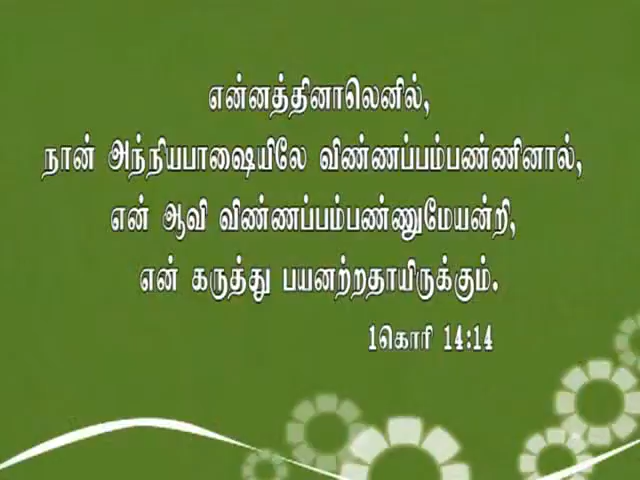 என்னத்தினாலெனில்,
நான் அந்நியபாஷையிலே விண்ணப்பம்பண்ணினால்,
என் ஆவி விண்ணப்பம்பண்ணுமேயன்றி,
என் கருத்து பயனற்றதாயிருக்கும்.
1கொரி 14:14